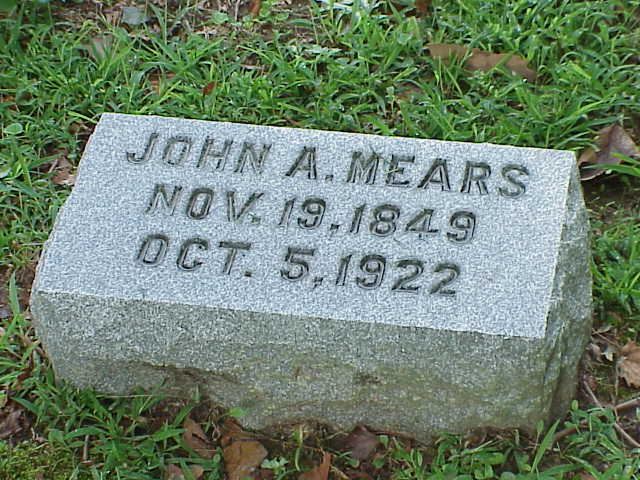 JOHN A. MEARS
NOV. 19, 1849
OCT. 5, 1922